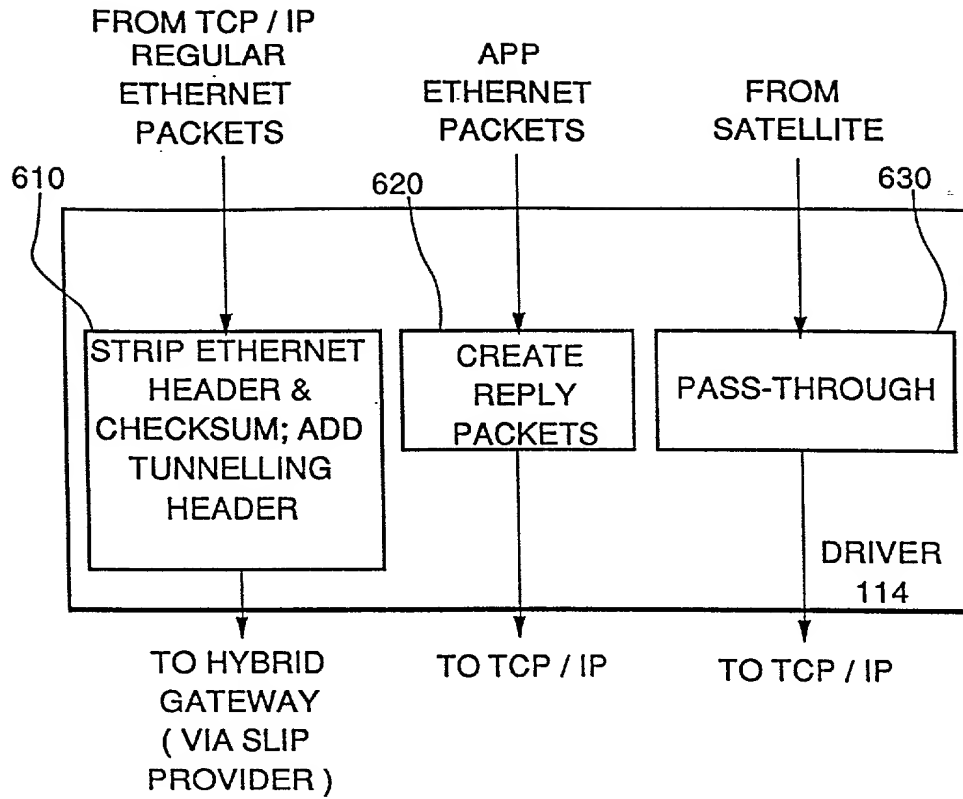 FROM TCP / IP
REGULAR
ETHERNET
PACKETS
APP
ETHERNET
PACKETS
FROM
SATELLITE
610
620
630
STRIP ETHERNET
HEADER &
CHECKSUM; ADD
TUNNELLING
HEADER
CREATE
REPLY
PACKETS
PASS-THROUGH
DRIVER
114
TO HYBRID
GATEWAY
( VIA SLIP
PROVIDER )
TO TCP / IP
TO TCP / IP